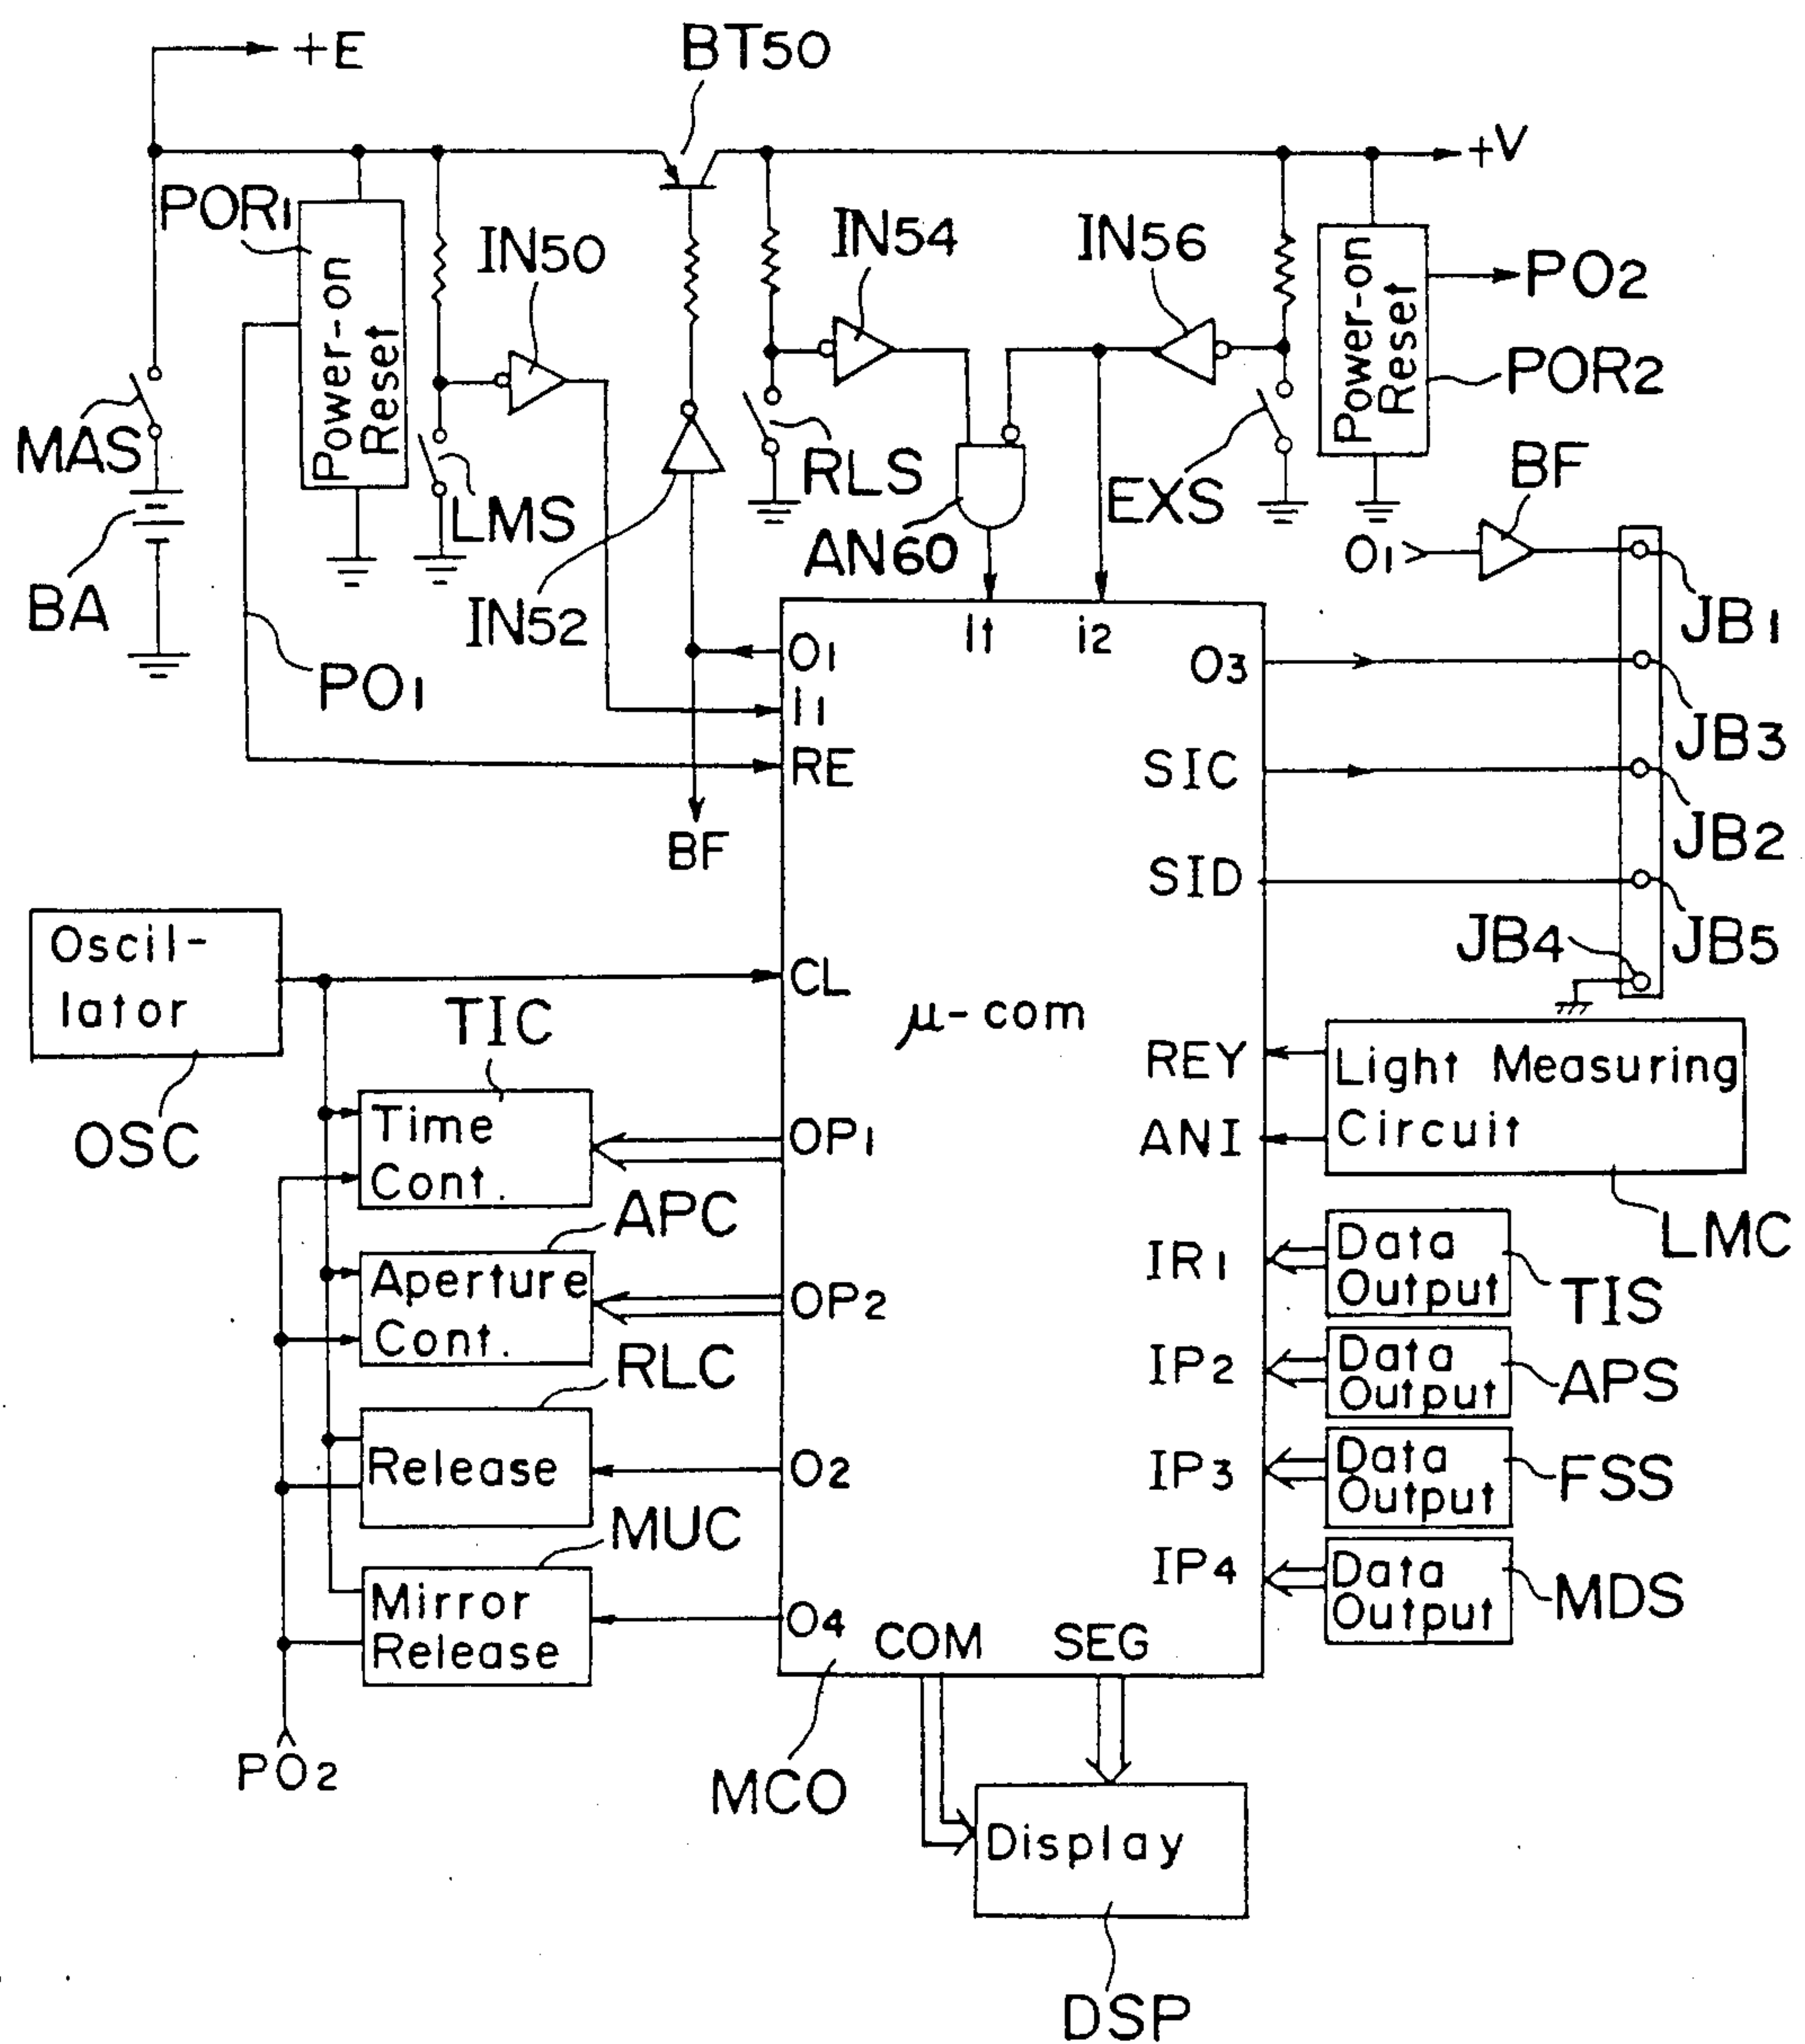 +E
BT50
+V
POR1
Power-on
Reset
IN50
IN54
IN56
Power-on
Reset
PO2
POR2
MAS
LMS
RLS
EXS
BF
BA
IN52
AN60
O1
JB1
PO1
O1
I1
RE
It
i2
O3
JB3
SIC
JB2
BF
SID
JB5
JB4
Oscil-
lator
OSC
CL
μ-com
TIC
Time
Cont.
OP1
REY
ANI
Light Measuring
Circuit
LMC
APC
Aperture
Cont.
OP2
IR1
Data
Output
TIS
IP2
Data
Output
APS
RLC
Release
O2
IP3
Data
Output
FSS
MUC
Mirror
Release
O4
IP4
Data
Output
MDS
COM
SEG
PO2
MCO
Display
DSP